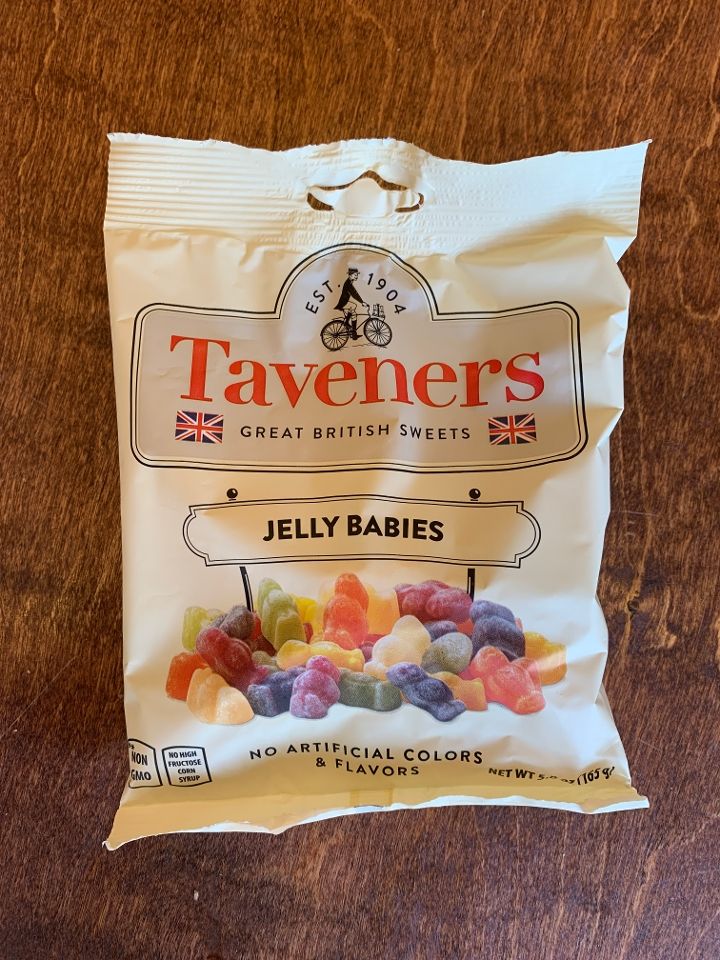 EST. 1904
Taveners
GREAT BRITISH SWEETS
JELLY BABIES
NO ARTIFICIAL COLORS
& FLAVORS
NON
GMO
NO HIGH
FRUCTOSE
CORN
SYRUP
NET WT (165 g)